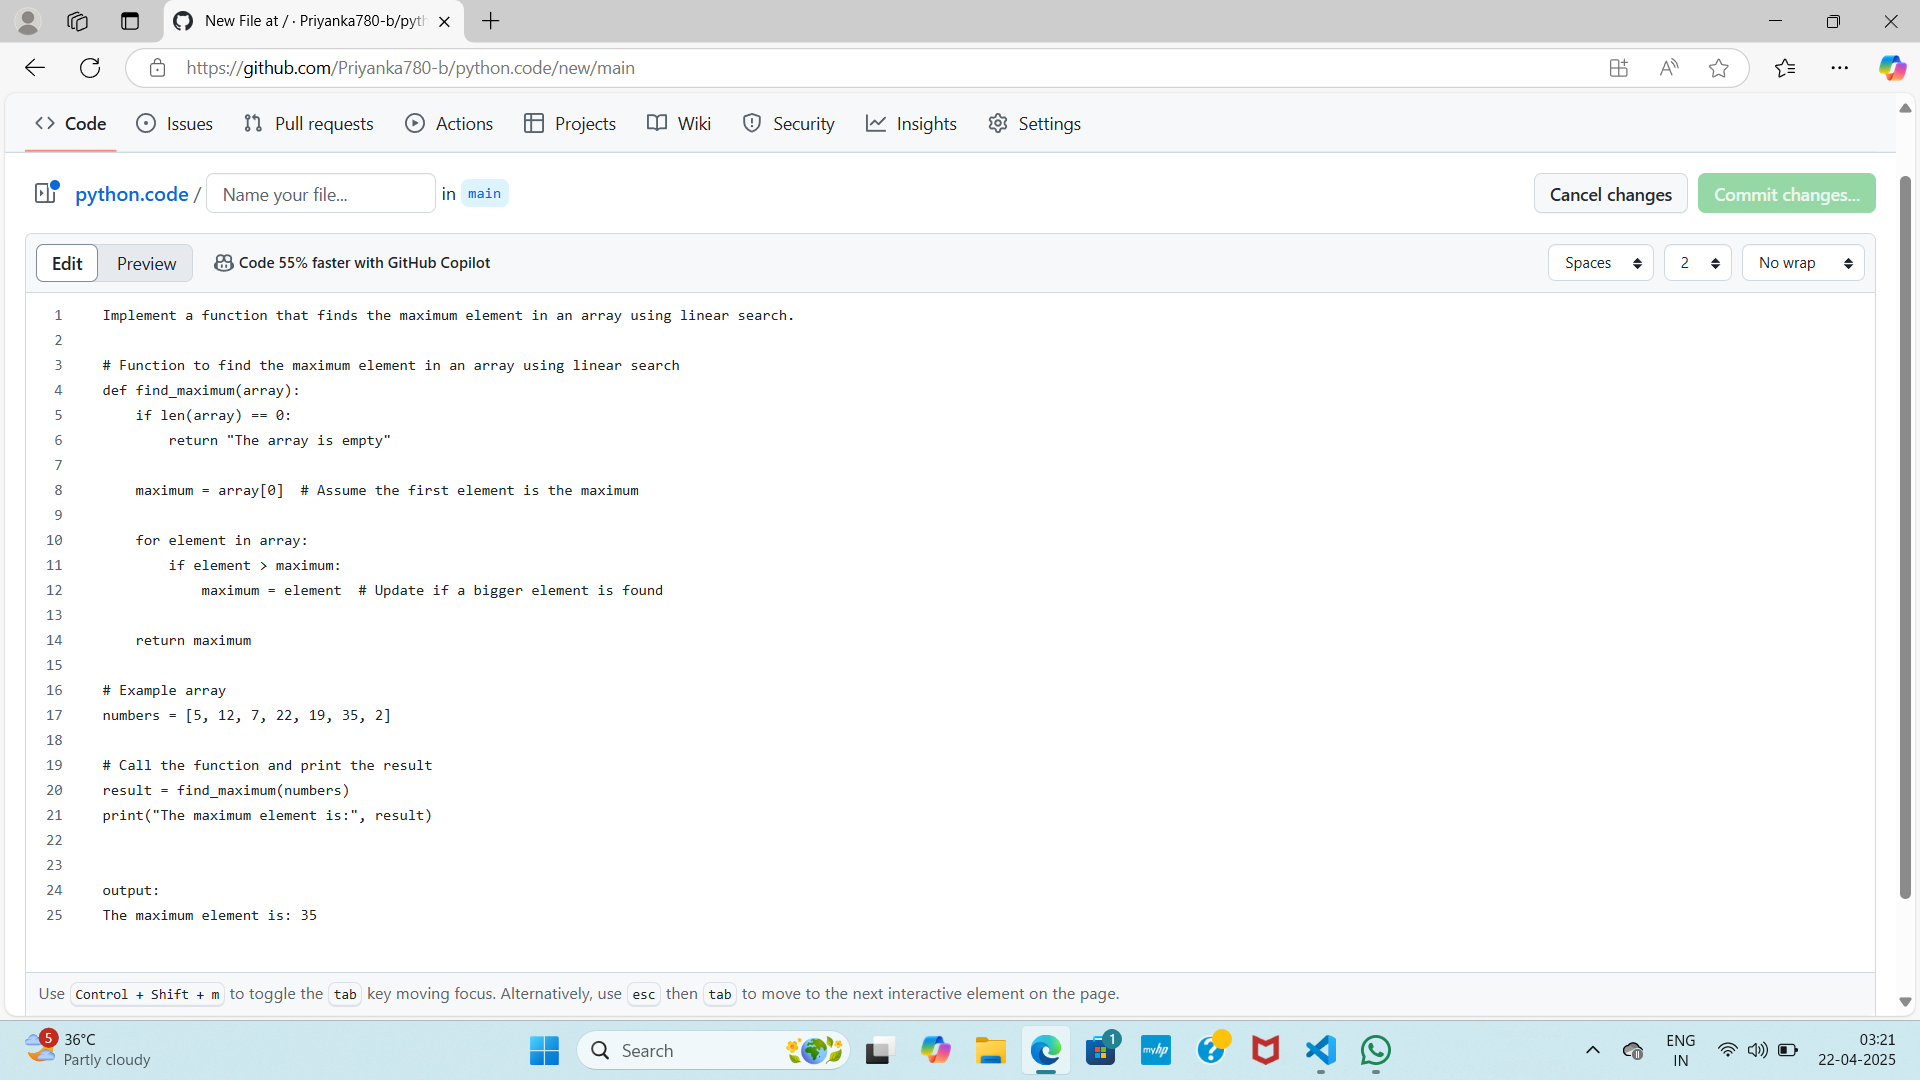 New File at / · Priyanka780-b/pyth
https://github.com/Priyanka780-b/python.code/new/main
Code Issues Pull requests Actions Projects Wiki Security Insights Settings
python.code / Name your file... in main Cancel changes Commit changes...
Edit Preview Code 55% faster with GitHub Copilot Spaces 2 No wrap
1 Implement a function that finds the maximum element in an array using linear search.
2
3 # Function to find the maximum element in an array using linear search
4 def find_maximum(array):
5     if len(array) == 0:
6         return "The array is empty"
7
8     maximum = array[0]  # Assume the first element is the maximum
9
10     for element in array:
11         if element > maximum:
12             maximum = element  # Update if a bigger element is found
13
14     return maximum
15
16 # Example array
17 numbers = [5, 12, 7, 22, 19, 35, 2]
18
19 # Call the function and print the result
20 result = find_maximum(numbers)
21 print("The maximum element is:", result)
22
23
24 output:
25 The maximum element is: 35
Use Control + Shift + m to toggle the tab key moving focus. Alternatively, use esc then tab to move to the next interactive element on the page.
5 36°C
Partly cloudy
Search
myhp
1
ENG
IN
03:21
22-04-2025